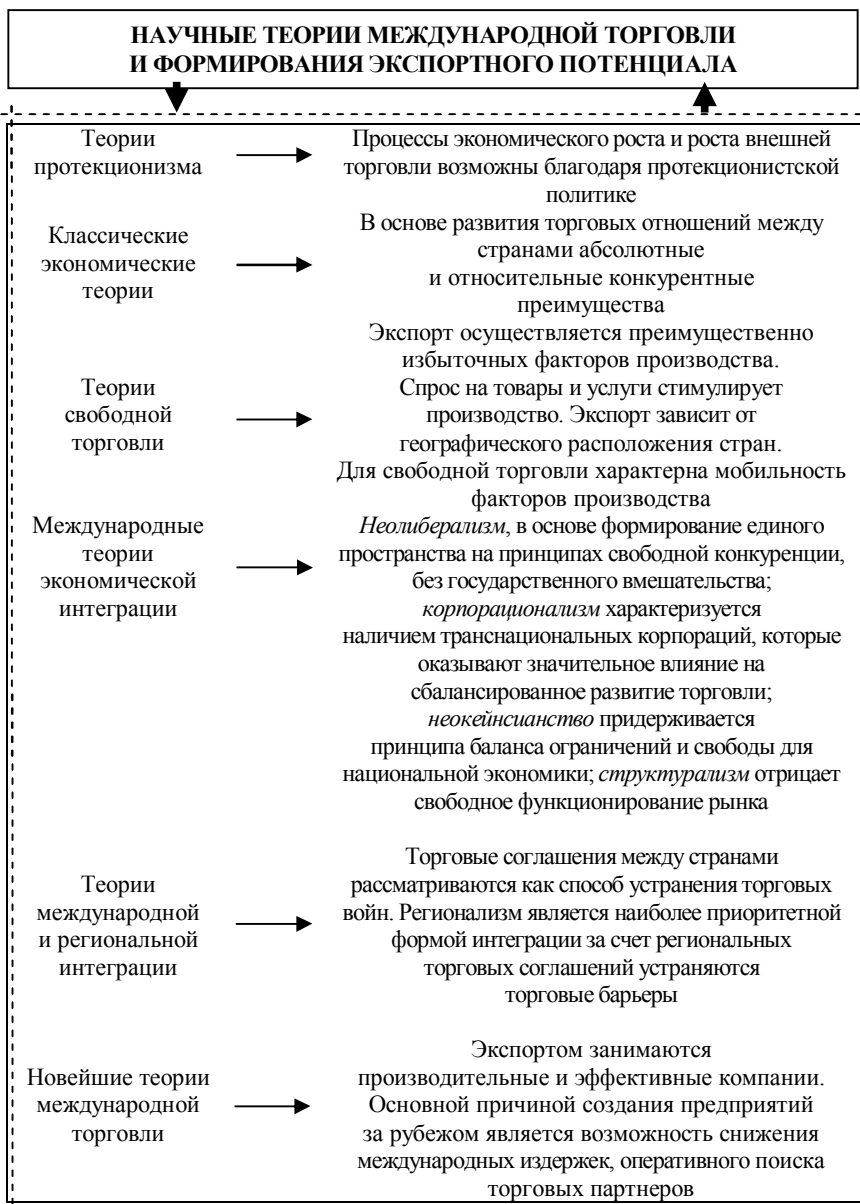 НАУЧНЫЕ ТЕОРИИ МЕЖДУНАРОДНОЙ ТОРГОВЛИ
И ФОРМИРОВАНИЯ ЭКСПОРТНОГО ПОТЕНЦИАЛА
Теории
протекционизма
Процессы экономического роста и роста внешней
торговли возможны благодаря протекционистской
политике
Классические
экономические
теории
В основе развития торговых отношений между
странами абсолютные
и относительные конкурентные
преимущества
Теории
свободной
торговли
Экспорт осуществляется преимущественно
избыточных факторов производства.
Спрос на товары и услуги стимулирует
производство. Экспорт зависит от
географического расположения стран.
Для свободной торговли характерна мобильность
факторов производства
Международные
теории
экономической
интеграции
Неолиберализм, в основе формирование единого
пространства на принципах свободной конкуренции,
без государственного вмешательства;
корпорационализм характеризуется
наличием транснациональных корпораций, которые
оказывают значительное влияние на
сбалансированное развитие торговли;
неокейнсианство придерживается
принципа баланса ограничений и свободы для
национальной экономики; структурализм отрицает
свободное функционирование рынка
Теории
международной
и региональной
интеграции
Торговые соглашения между странами
рассматриваются как способ устранения торговых
войн. Регионализм является наиболее приоритетной
формой интеграции за счет региональных
торговых соглашений устраняются
торговые барьеры
Новейшие теории
международной
торговли
Экспортом занимаются
производительные и эффективные компании.
Основной причиной создания предприятий
за рубежом является возможность снижения
международных издержек, оперативного поиска
торговых партнеров